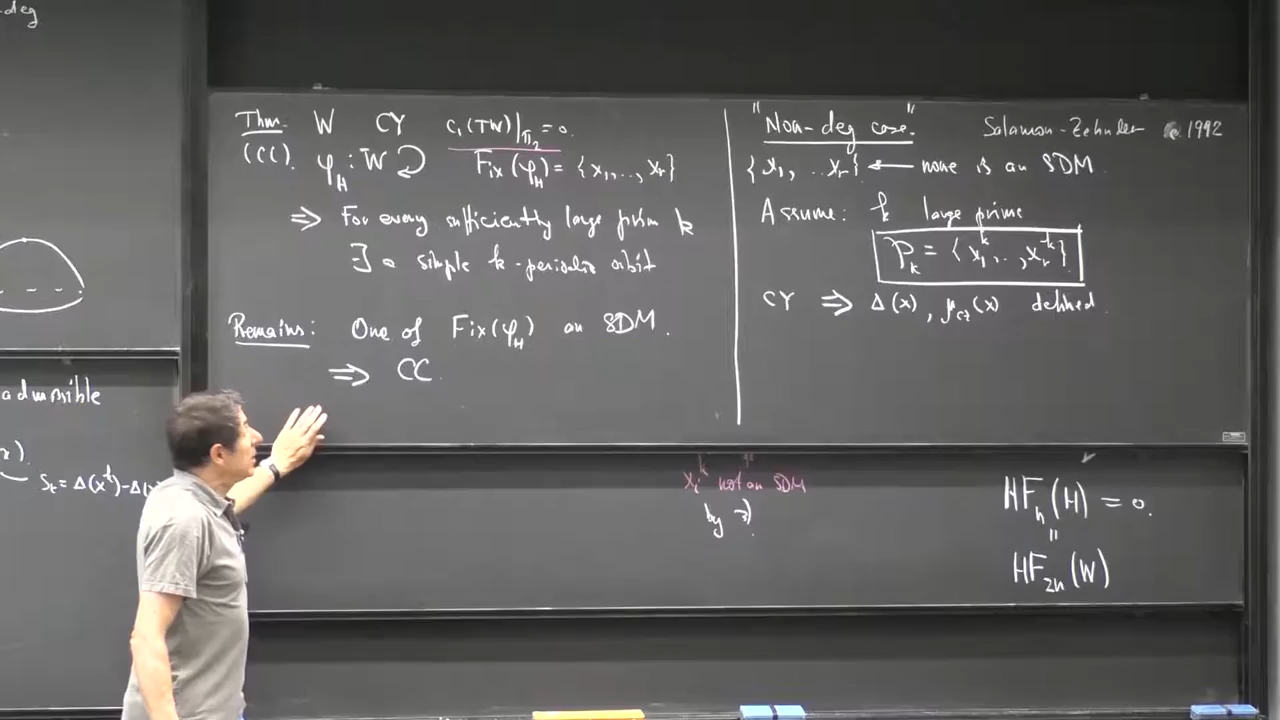 deg
Thm. W CY c₁(TW)|π₂ = 0.
(CC). φ_H : W ↻ Fix(φ_H) = {x₁, ..., x_r}
⇒ For every sufficiently large prim k
∃ a simple k-periodic orbit
Remains: One of Fix(φ_H) an SDM.
⇒ CC.
"Non-deg case." Salamon-Zehnder 1992
{x₁, ..x_r} ← none is an SDM.
Assume: k large prime
P_k = {x₁^k, .., x_r^k}
CY ⇒ Δ(x), μ_CZ(x) defined.
admissible
x).
S_k = Δ(x^k) - Δ(x
x_i^k not an SDM
by
HF_n(H) = 0.
"
HF_2n(W)